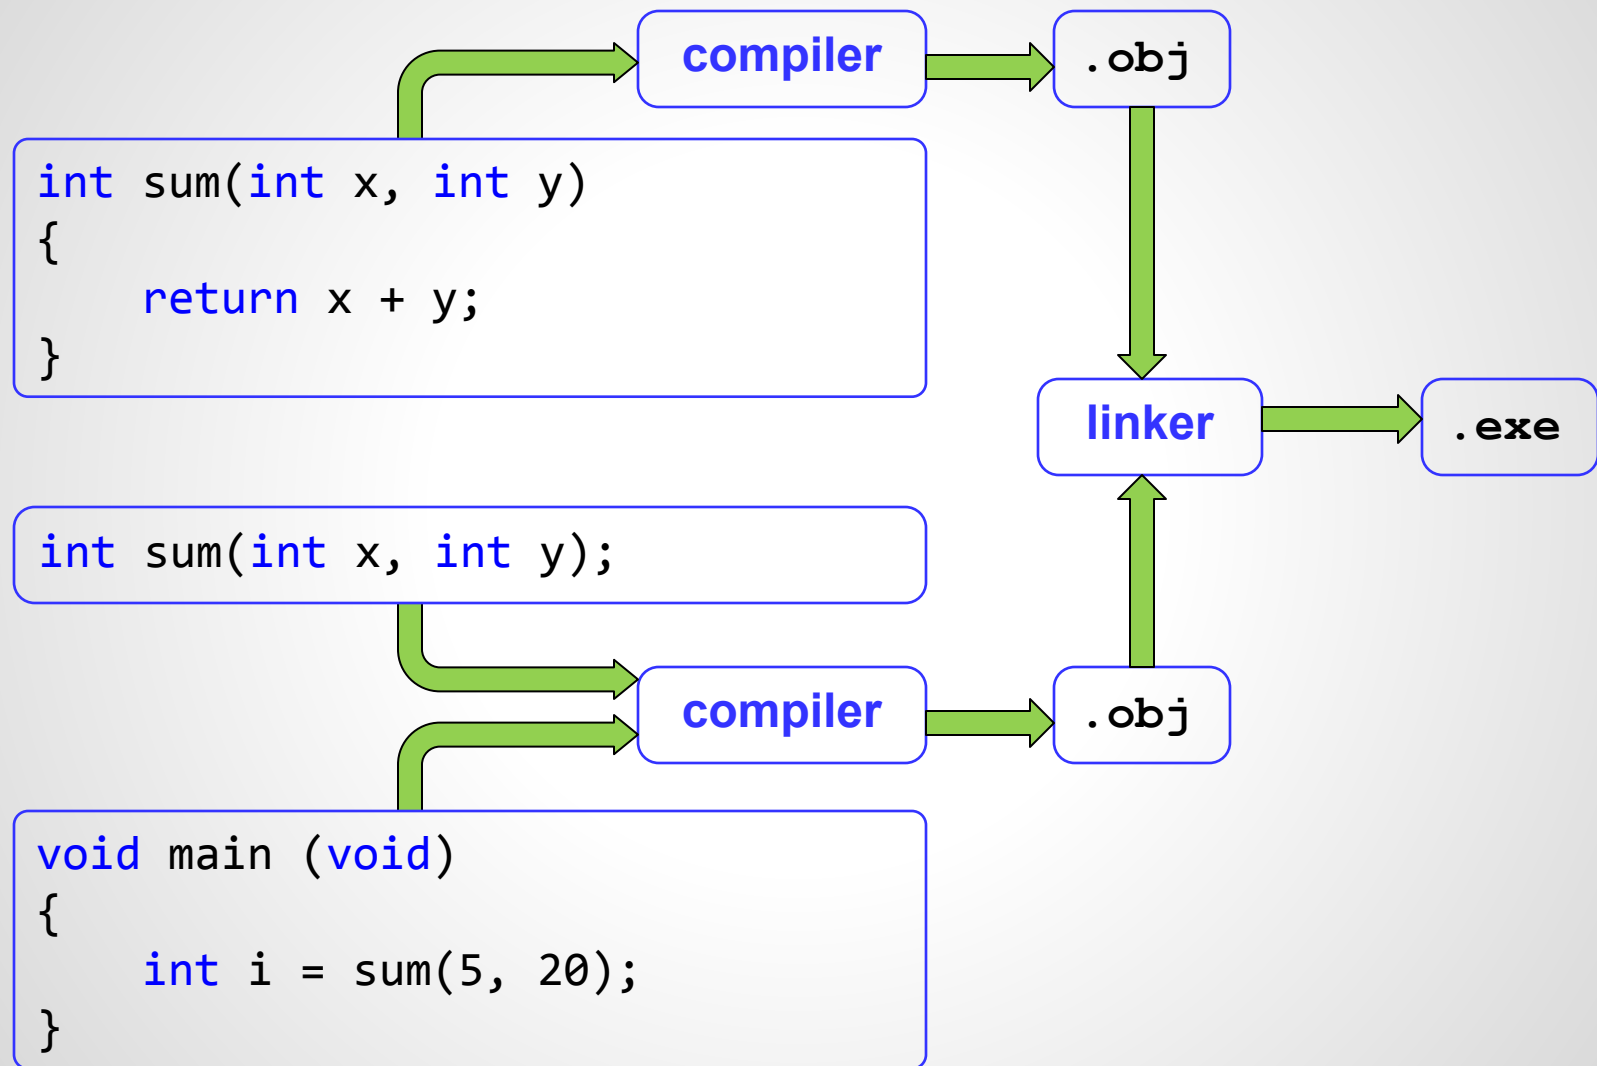 compiler
.obj
int sum(int x, int y)
{
    return x + y;
}
linker
.exe
int sum(int x, int y);
compiler
.obj
void main (void)
{
    int i = sum(5, 20);
}